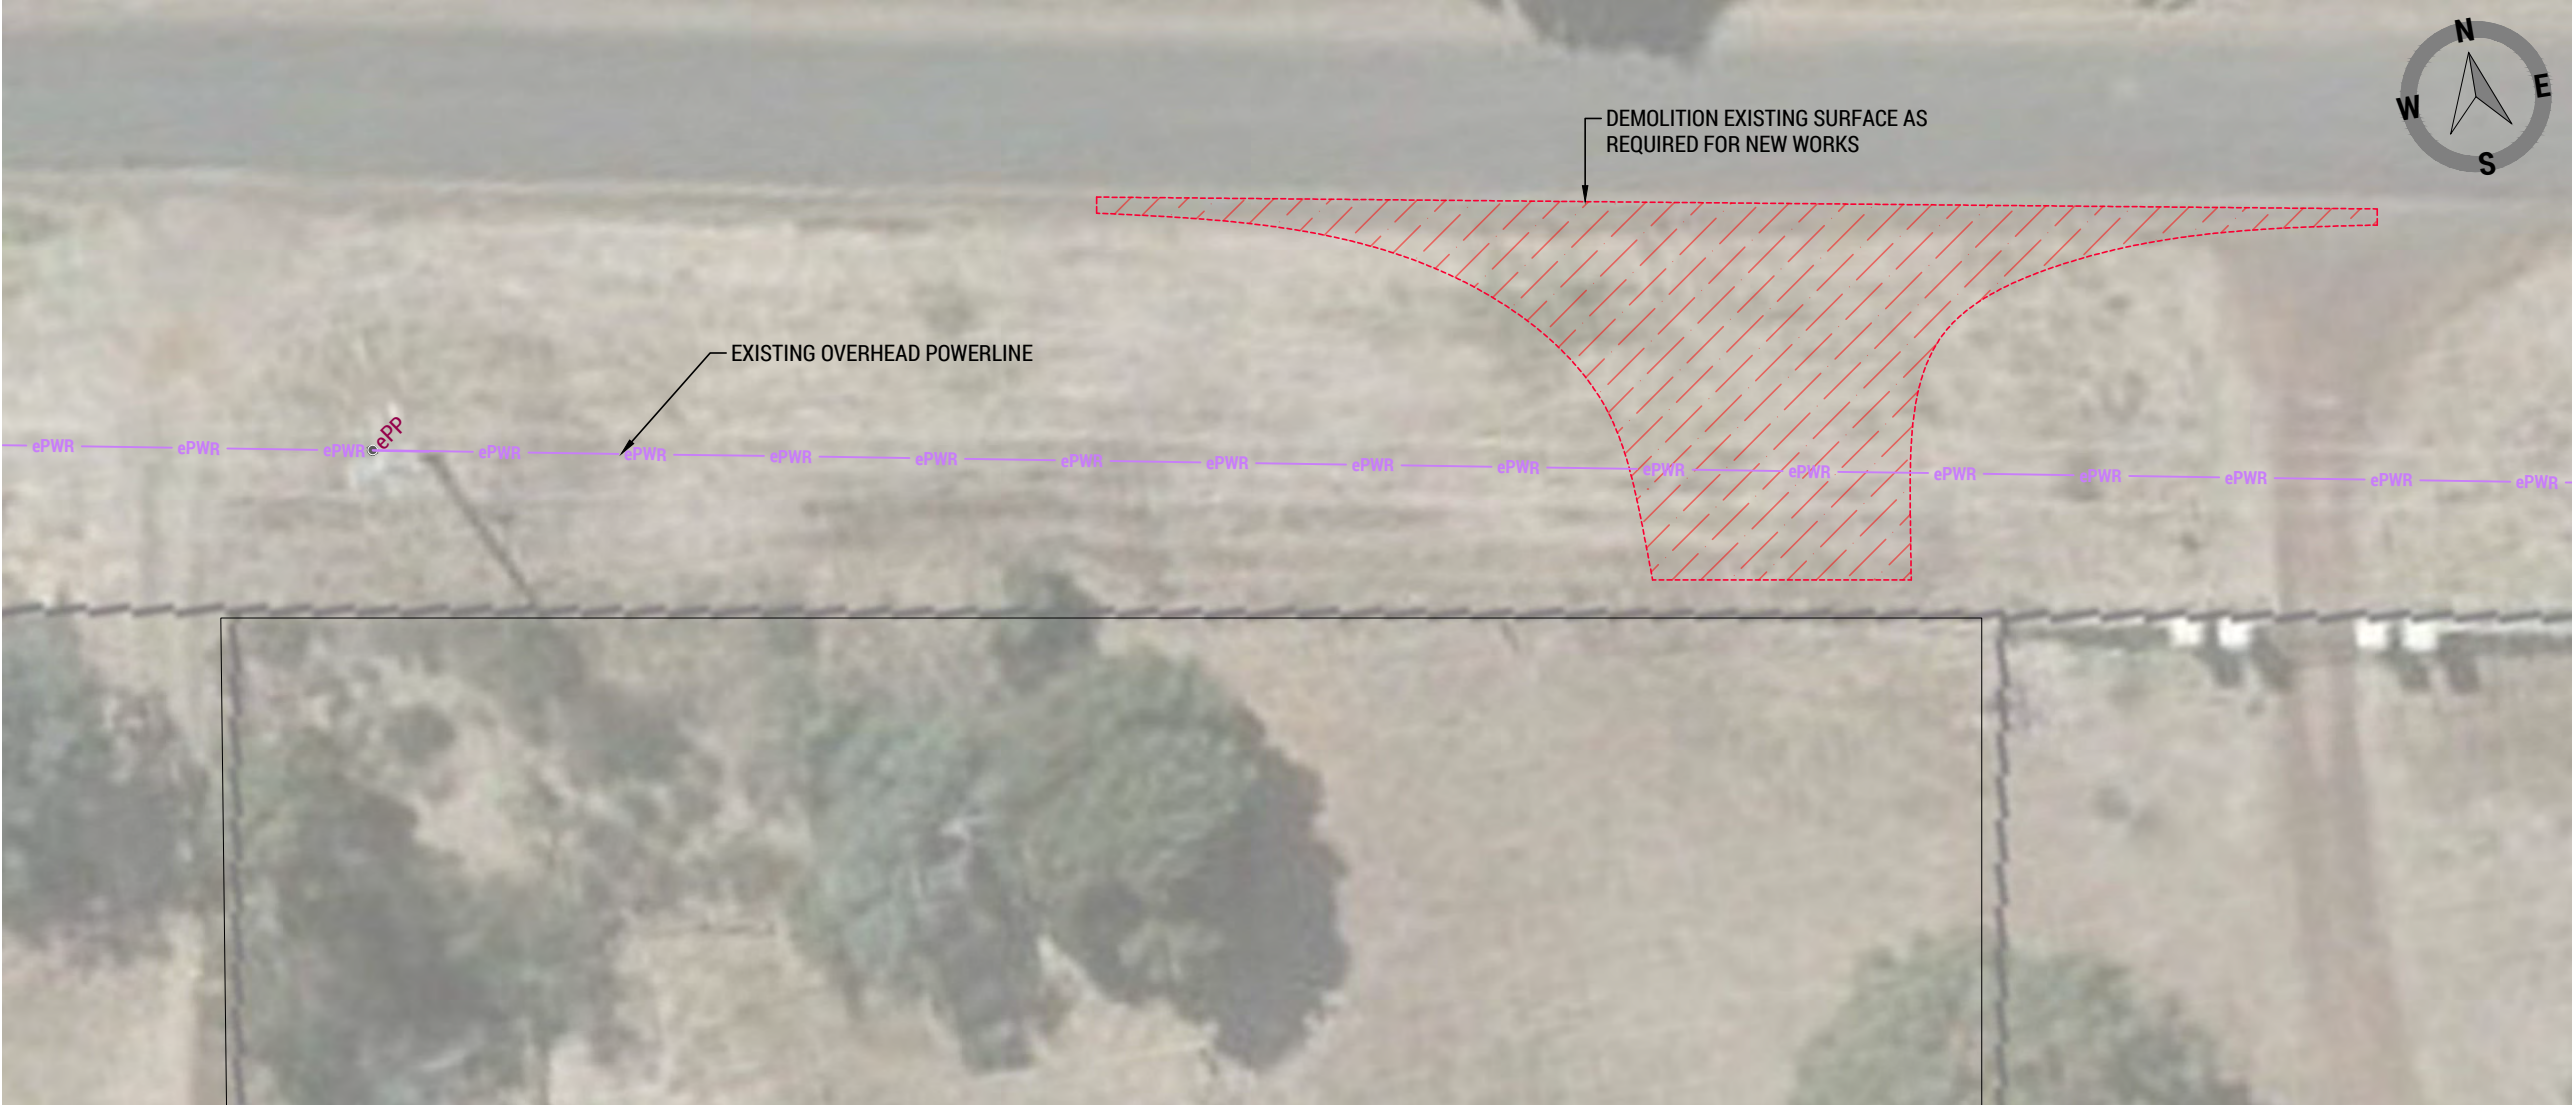 N
E
W
S
DEMOLITION EXISTING SURFACE AS
REQUIRED FOR NEW WORKS
EXISTING OVERHEAD POWERLINE
ePP
ePWR ePWR ePWR ePWR ePWR ePWR ePWR ePWR ePWR ePWR ePWR ePWR ePWR ePWR ePWR ePWR ePWR ePWR